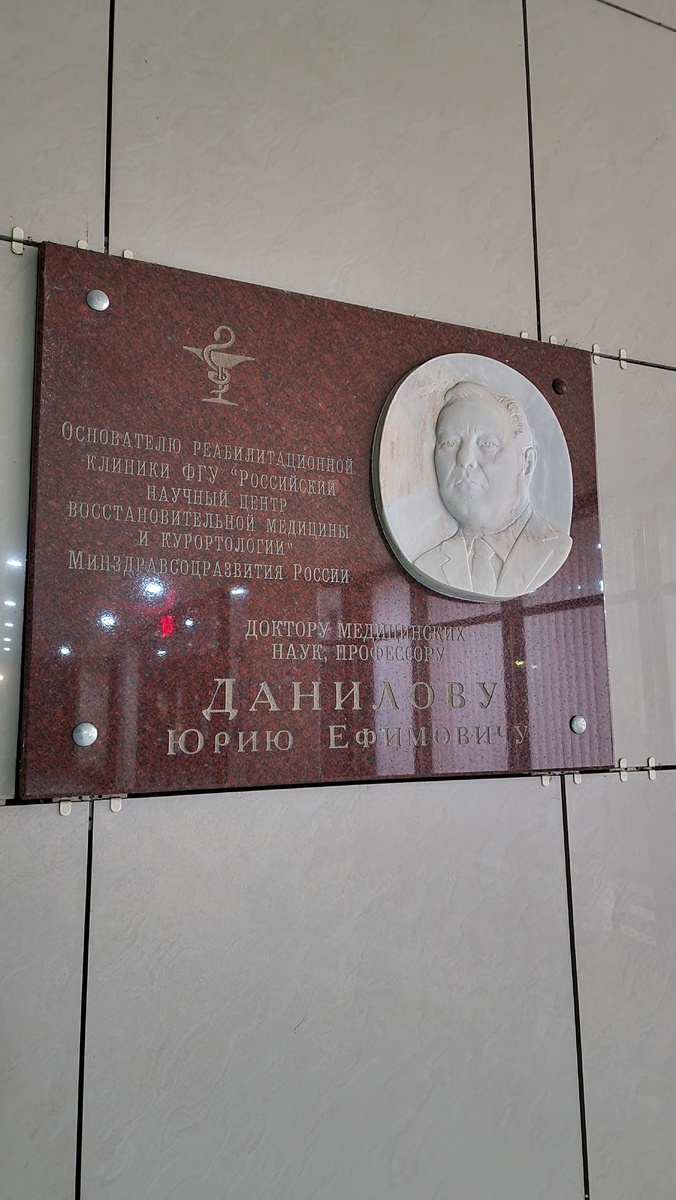 Основателю реабилитационной
клиники ФГУ "Российский
научный центр
восстановительной медицины
и курортологии"
Минздравсоцразвития России
доктору медицинских
наук, профессору
Данилову
Юрию Ефимовичу